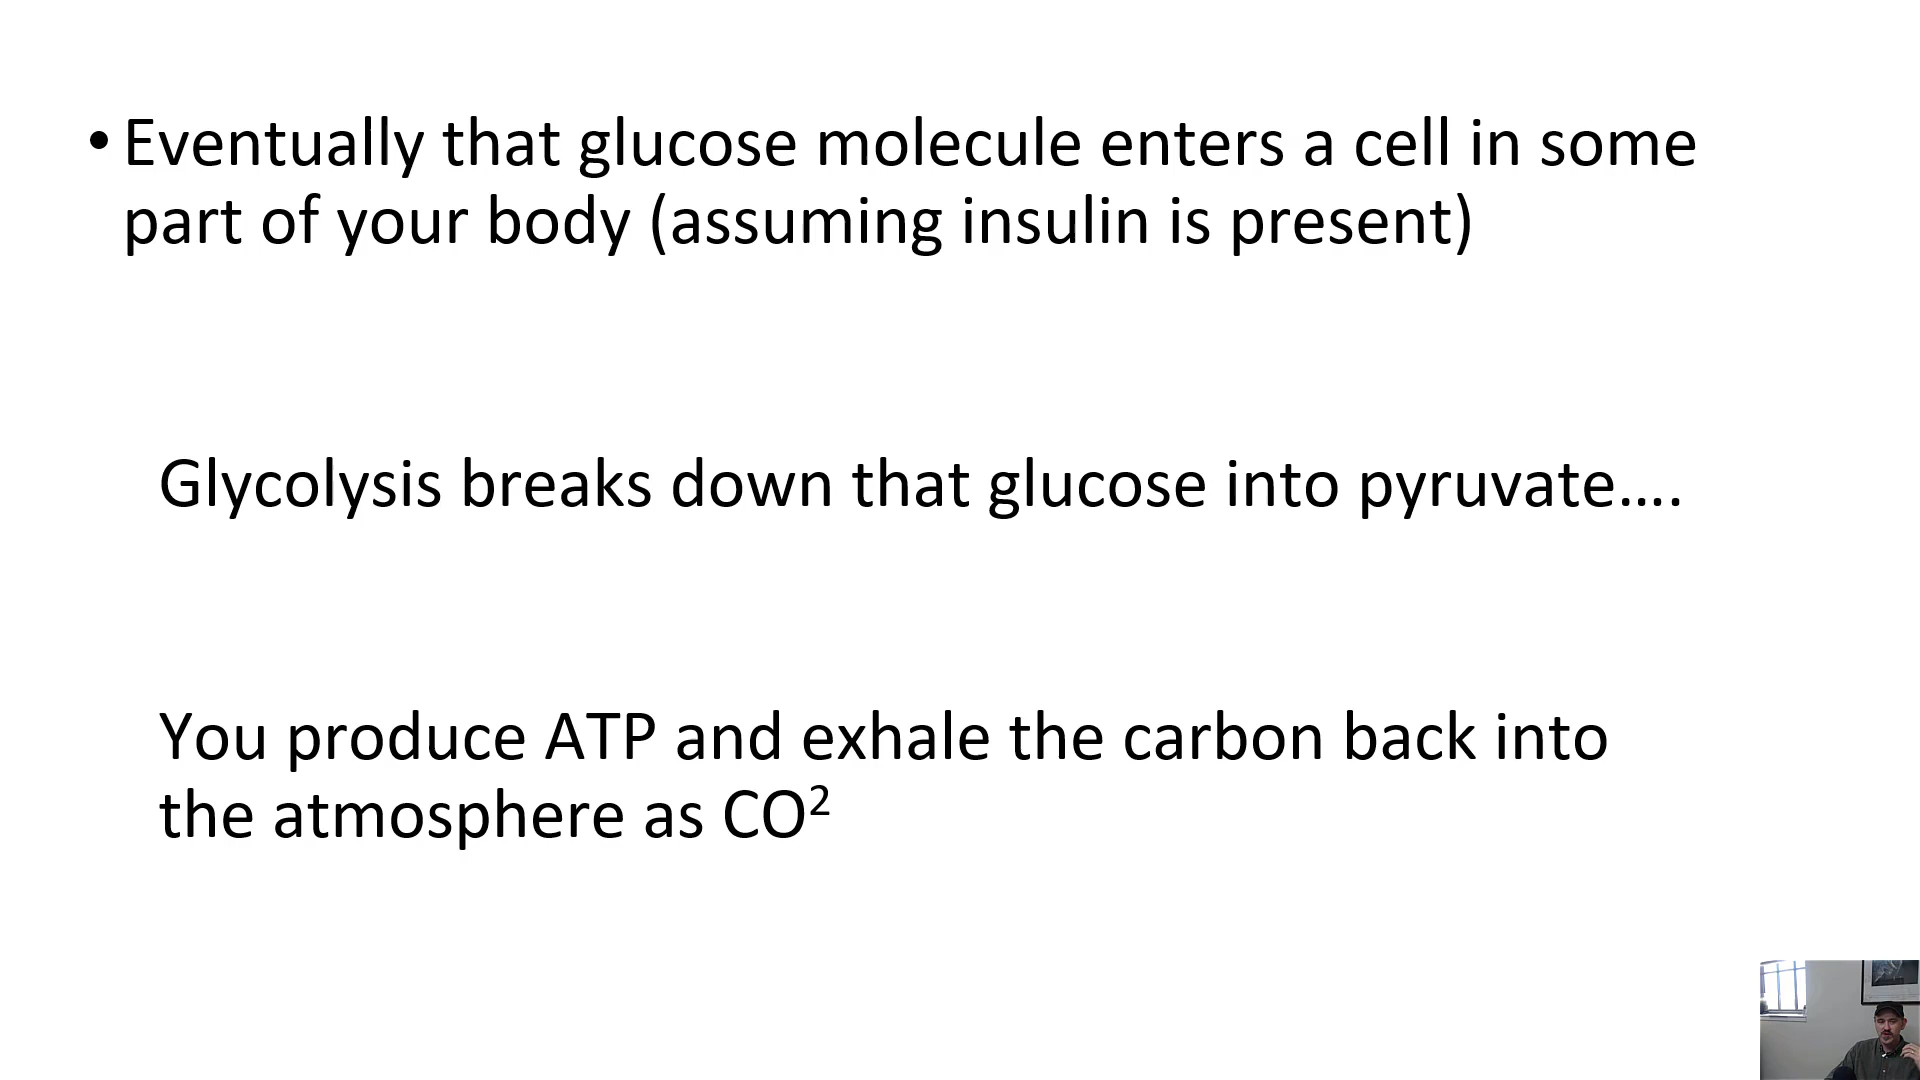 • Eventually that glucose molecule enters a cell in some
part of your body (assuming insulin is present)
Glycolysis breaks down that glucose into pyruvate….
You produce ATP and exhale the carbon back into
the atmosphere as CO²